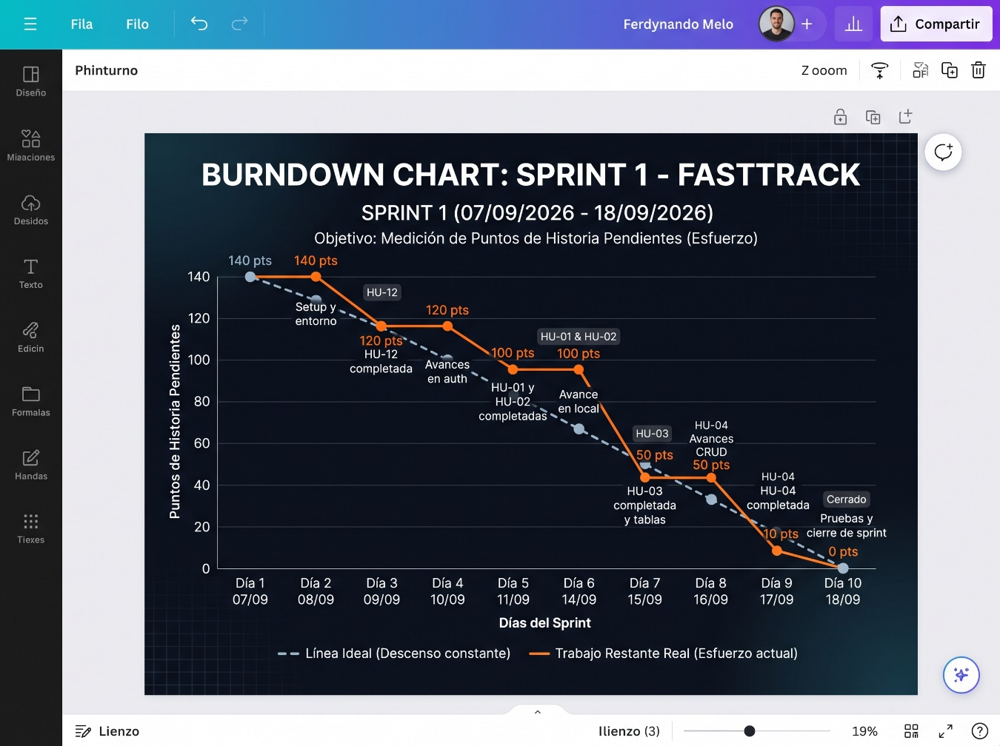 Fila
Filo
Ferdynando Melo
Compartir
Phinturno
Z ooom
Diseño
Mizaciones
Desidos
Texto
Edicin
Formalas
Handas
Tiexes
BURNDOWN CHART: SPRINT 1 - FASTTRACK
SPRINT 1 (07/09/2026 - 18/09/2026)
Objetivo: Medición de Puntos de Historia Pendientes (Esfuerzo)
Puntos de Historia Pendientes
140
120
100
80
60
40
20
0
140 pts
140 pts
Setup y
entorno
HU-12
120 pts
HU-12
completada
120 pts
Avances
en auth
100 pts
HU-01 y
HU-02
completadas
HU-01 & HU-02
100 pts
Avance
en local
HU-03
50 pts
HU-03
completada
y tablas
HU-04
Avances
CRUD
50 pts
HU-04
HU-04
completada
10 pts
Cerrado
Pruebas y
cierre de sprint
0 pts
Día 1
07/09
Día 2
08/09
Día 3
09/09
Día 4
10/09
Día 5
11/09
Día 6
14/09
Día 7
15/09
Día 8
16/09
Día 9
17/09
Día 10
18/09
Días del Sprint
Línea Ideal (Descenso constante)
Trabajo Restante Real (Esfuerzo actual)
Lienzo
Ilienzo (3)
19%